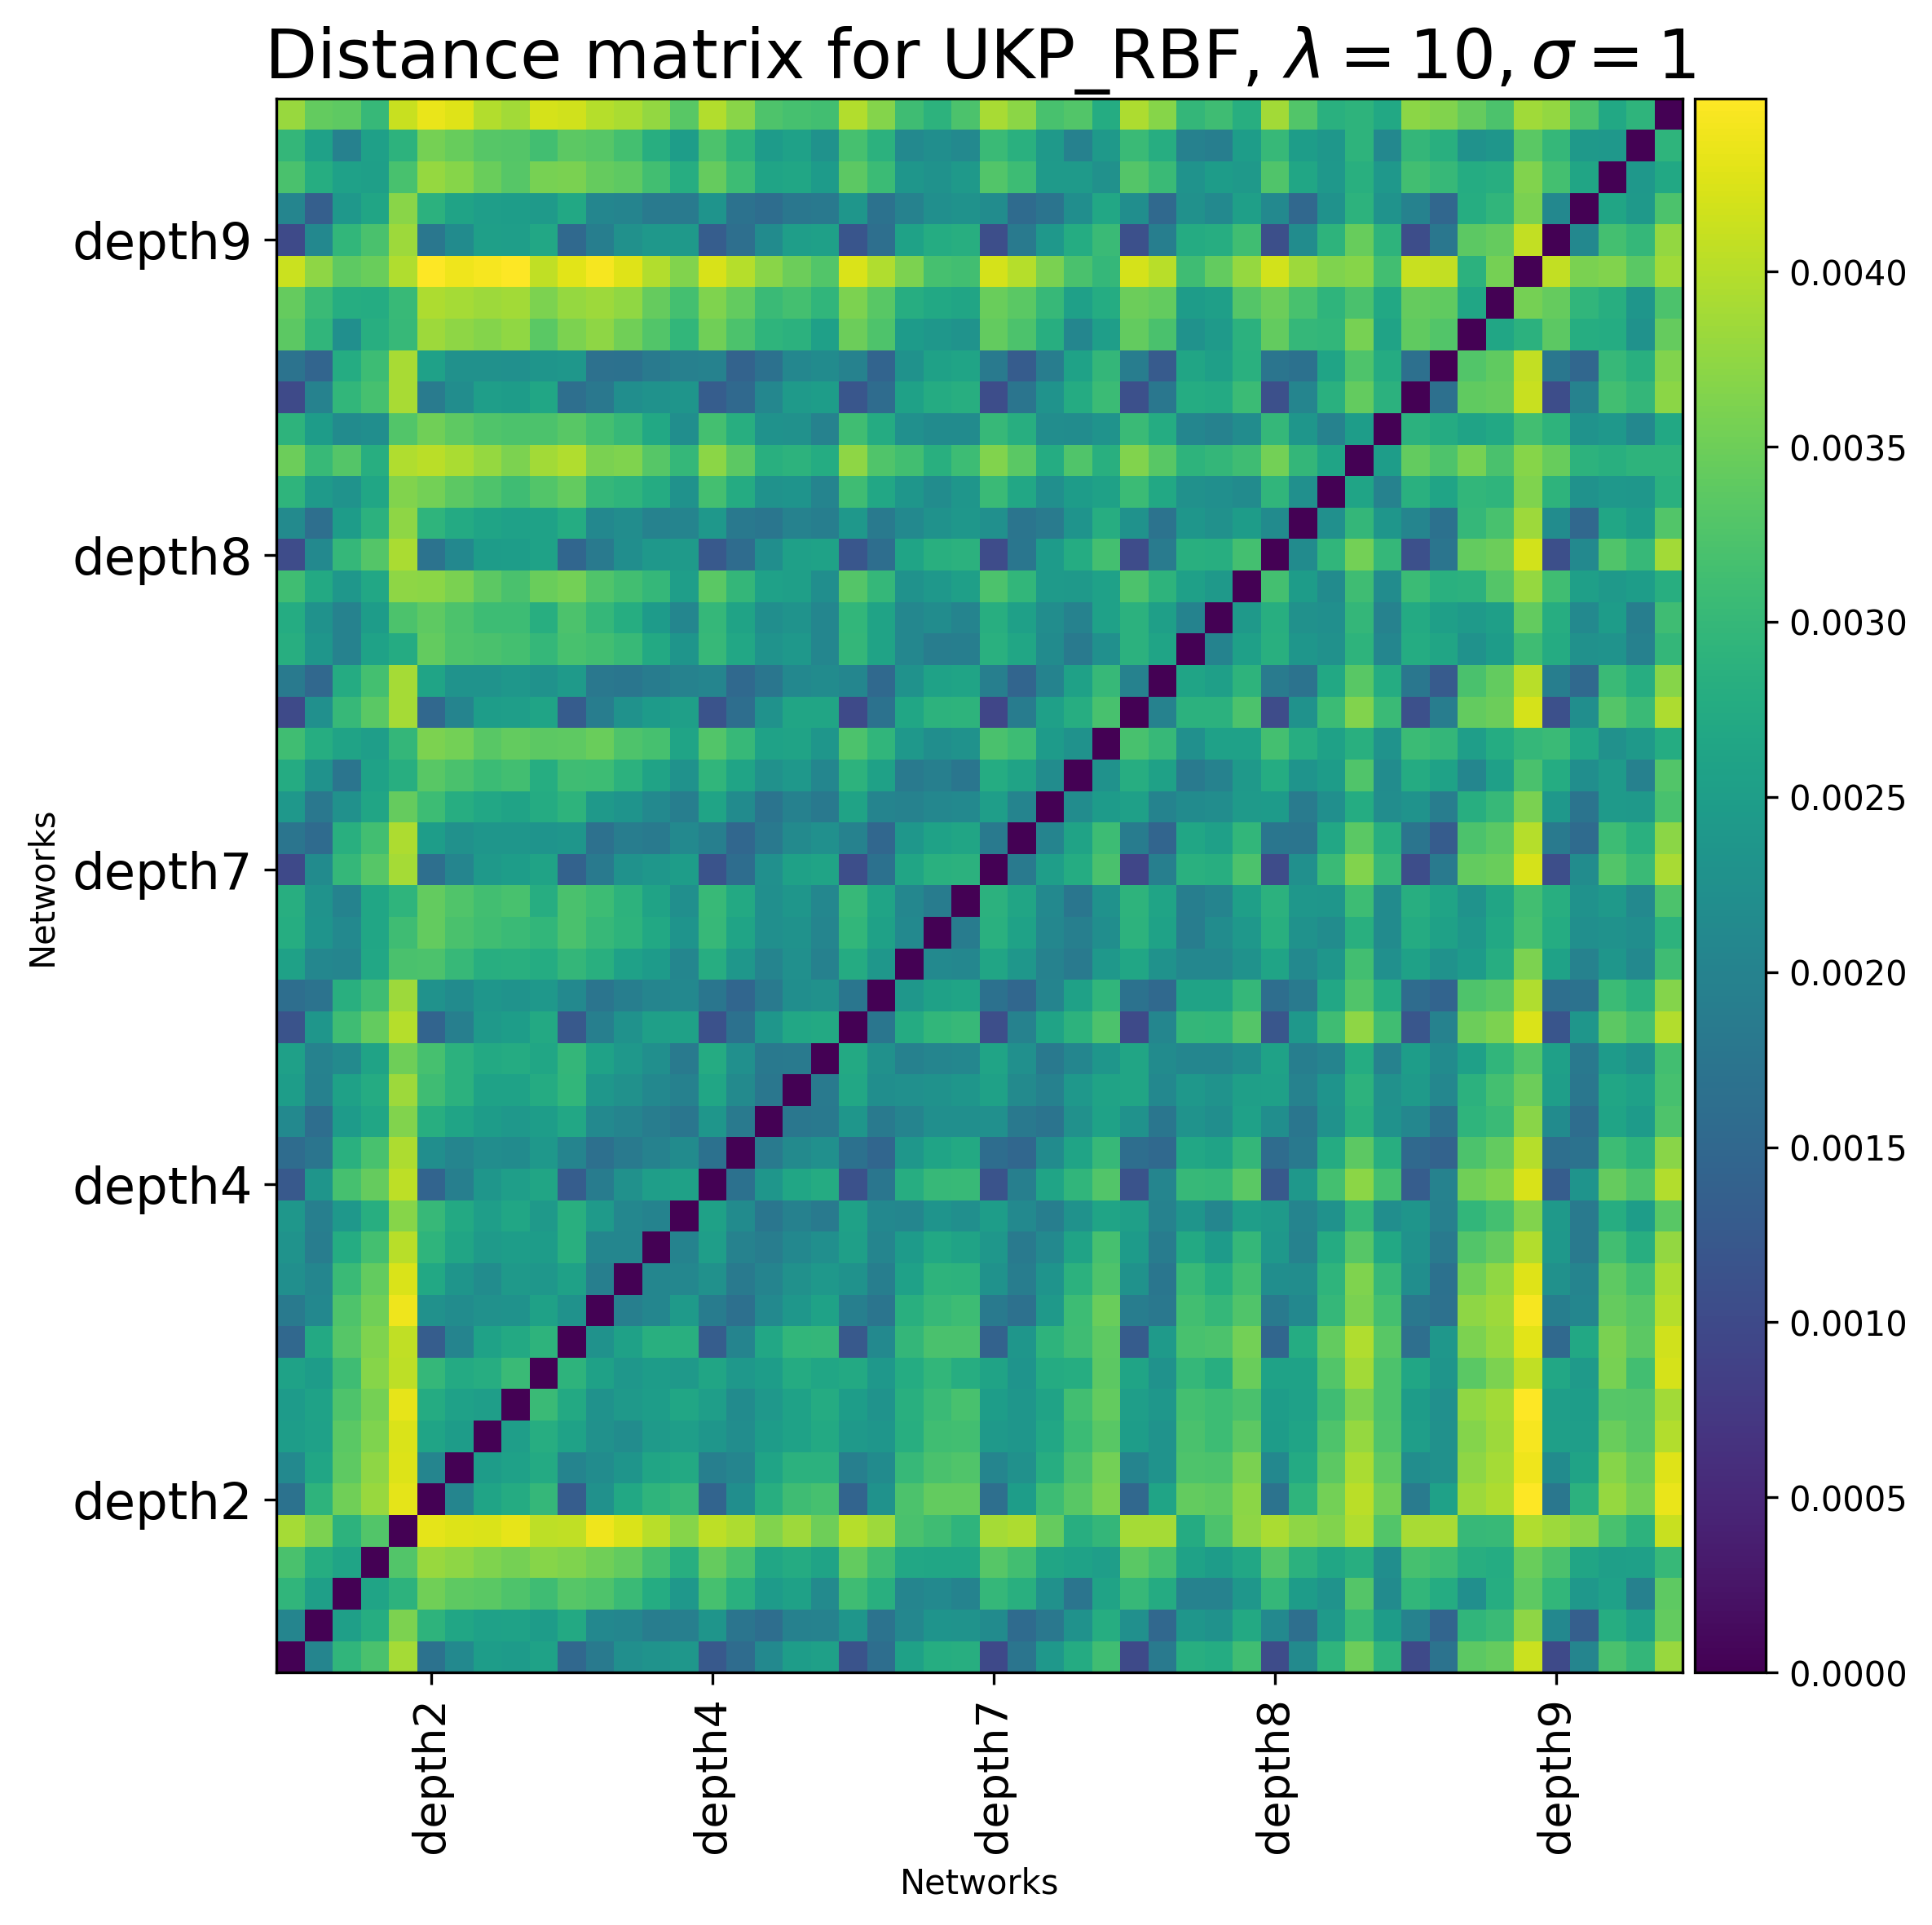 Distance matrix for UKP_RBF, λ = 10, σ = 1
Networks
depth9
depth8
depth7
depth4
depth2
0.0040
0.0035
0.0030
0.0025
0.0020
0.0015
0.0010
0.0005
0.0000
depth2
depth4
depth7
depth8
depth9
Networks